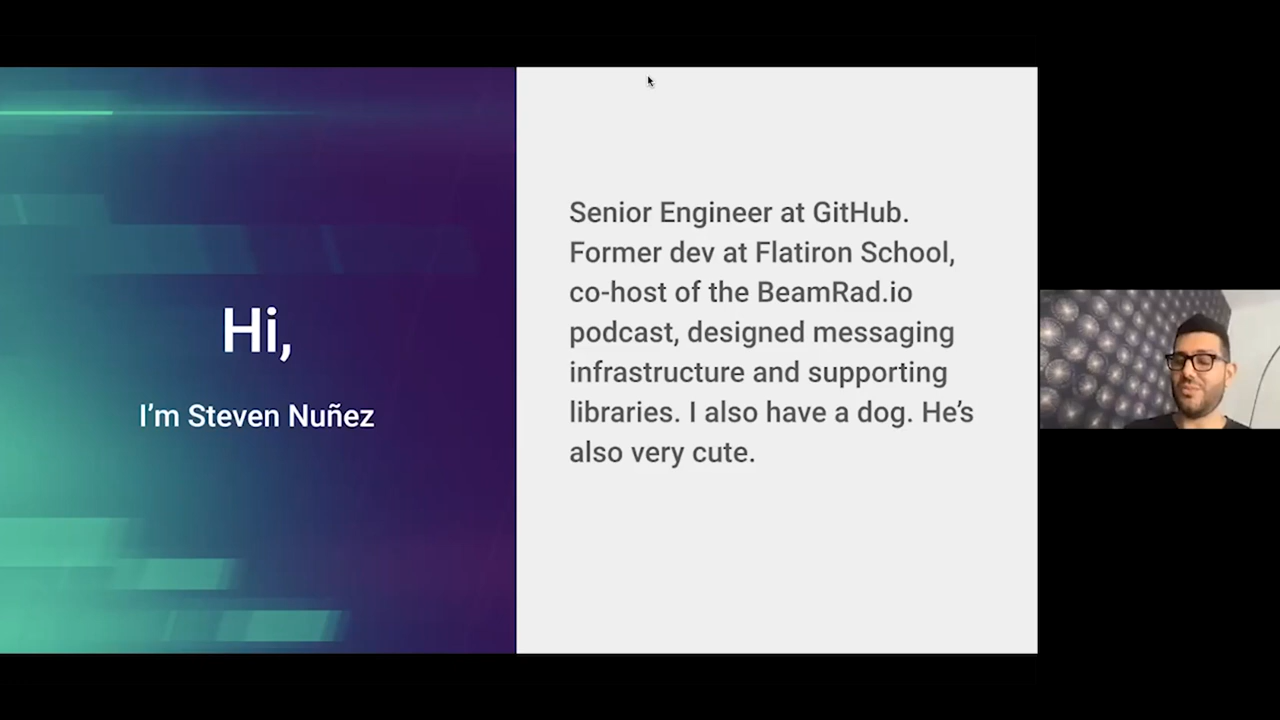 Hi,
I’m Steven Nuñez
Senior Engineer at GitHub.
Former dev at Flatiron School,
co-host of the BeamRad.io
podcast, designed messaging
infrastructure and supporting
libraries. I also have a dog. He’s
also very cute.